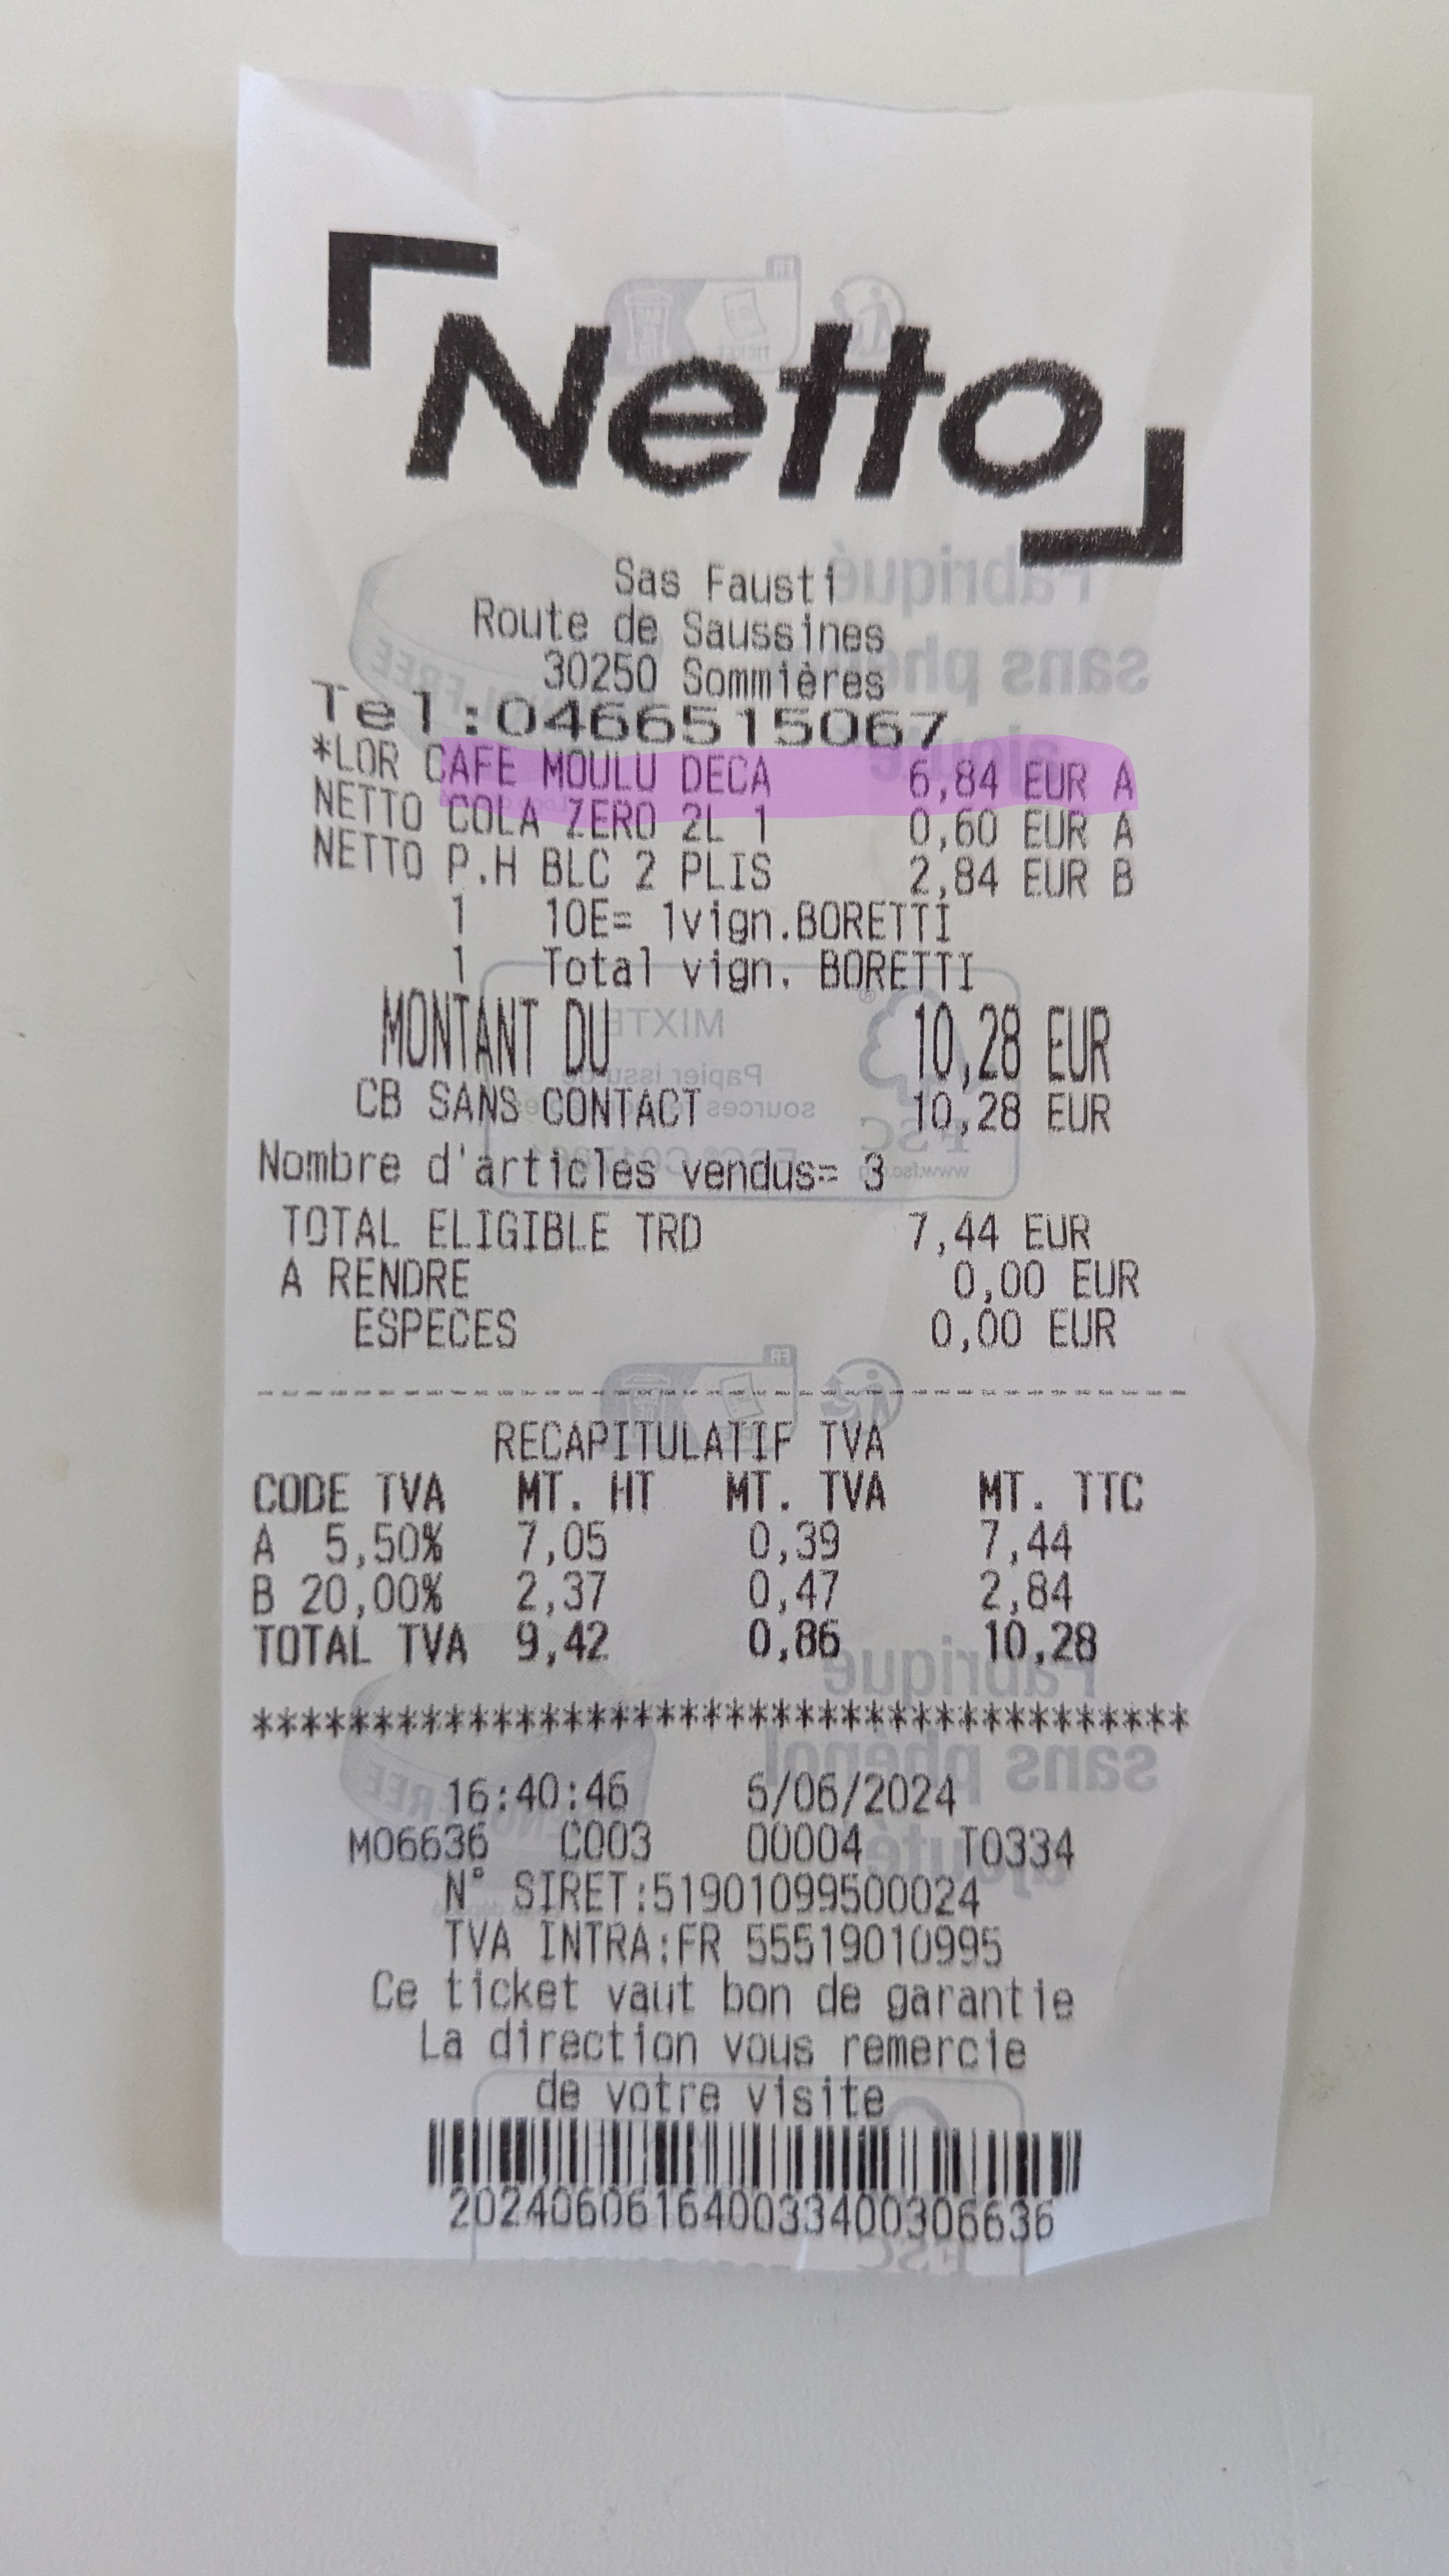 Netto
Sas Fausti
Route de Saussines
30250 Sommières
Tel:0466515067
*LOR CAFE MOULU DECA 6,84 EUR A
NETTO COLA ZERO 2L 1 0,60 EUR A
NETTO P.H BLC 2 PLIS 2,84 EUR B
1 10E= 1vign.BORETTI
1 Total vign. BORETTI
MONTANT DU 10,28 EUR
CB SANS CONTACT 10,28 EUR
Nombre d'articles vendus= 3
TOTAL ELIGIBLE TRD 7,44 EUR
A RENDRE 0,00 EUR
ESPECES 0,00 EUR
RECAPITULATIF TVA
CODE TVA MT. HT MT. TVA MT. TTC
A 5,50% 7,05 0,39 7,44
B 20,00% 2,37 0,47 2,84
TOTAL TVA 9,42 0,86 10,28
***************************************
16:40:46 6/06/2024
M06636 C003 00004 T0334
N° SIRET:51901099500024
TVA INTRA:FR 55519010995
Ce ticket vaut bon de garantie
La direction vous remercie
de votre visite
202406061640033400306636